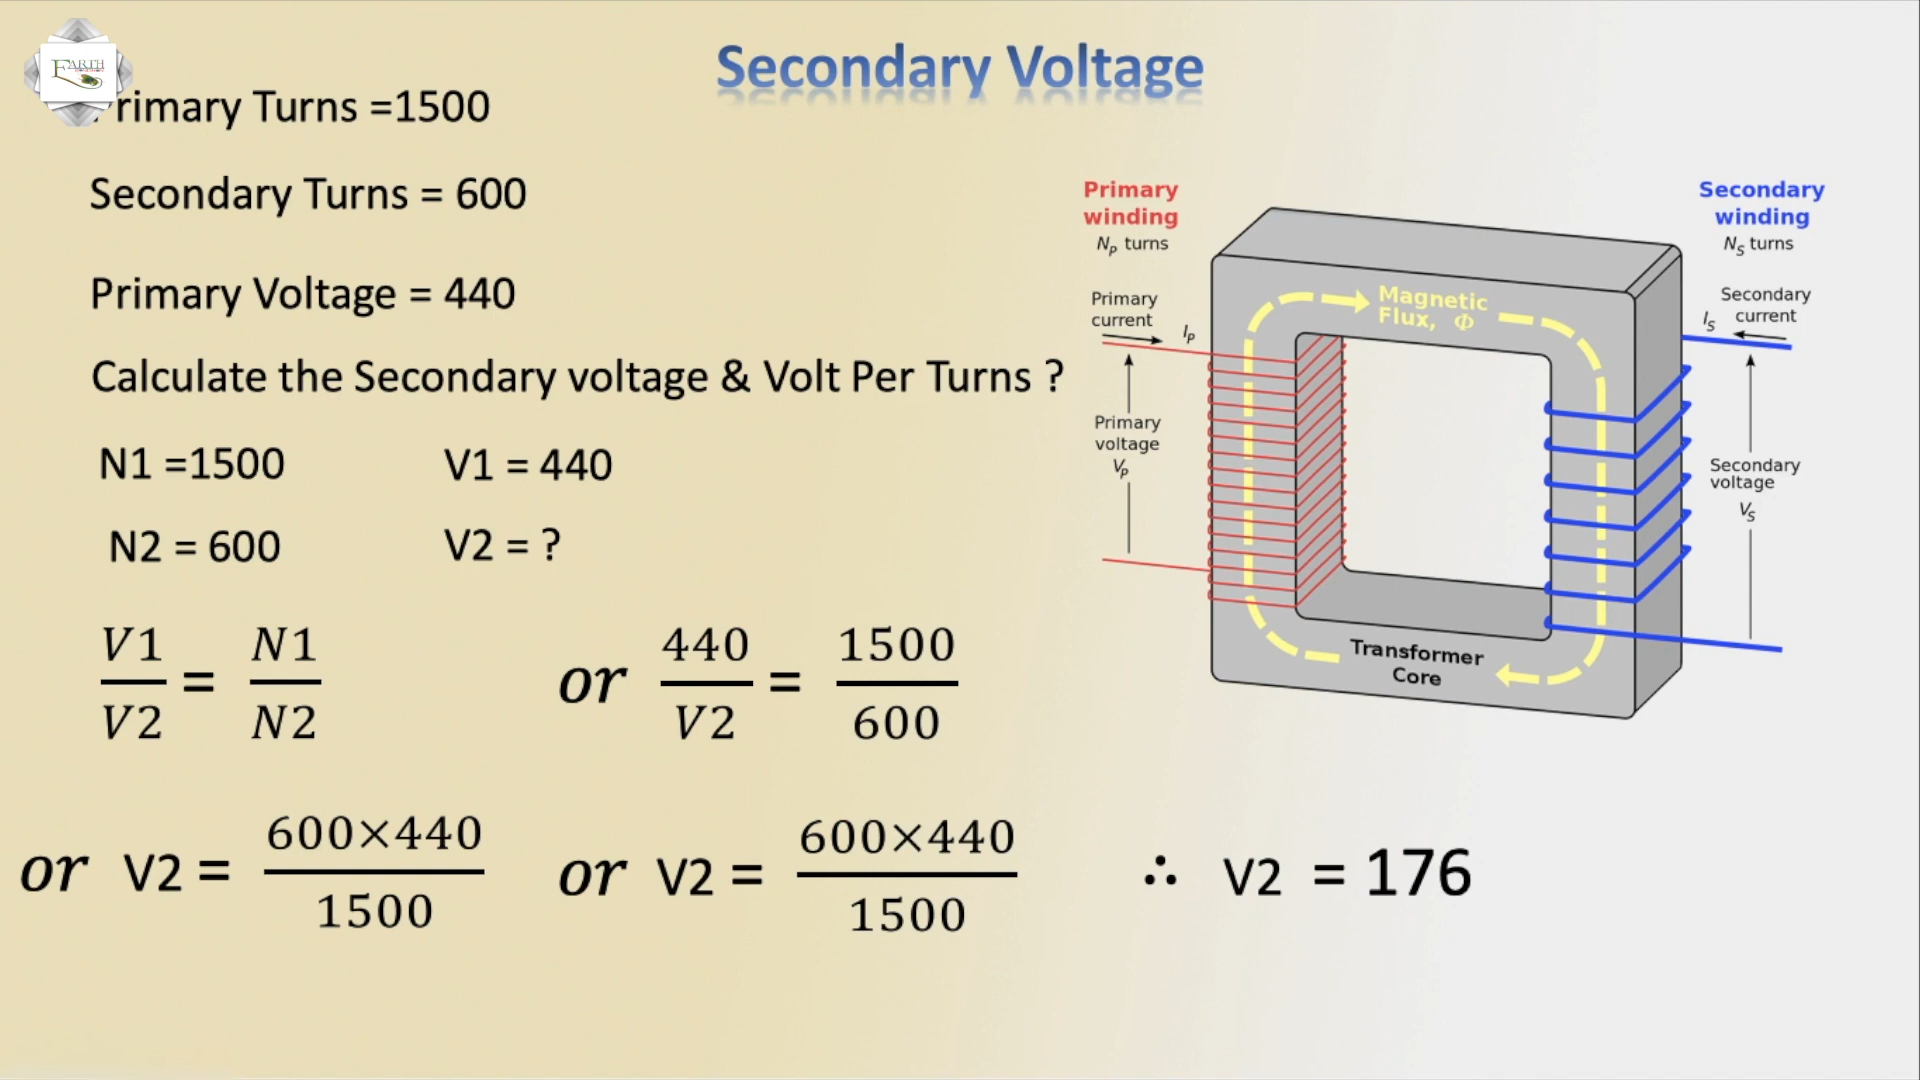 EARTH
Secondary Voltage
Primary Turns =1500
Secondary Turns = 600
Primary Voltage = 440
Calculate the Secondary voltage & Volt Per Turns ?
N1 =1500 V1 = 440
N2 = 600 V2 = ?
V1/V2 = N1/N2 or 440/V2 = 1500/600
or V2 = 600×440/1500 or V2 = 600×440/1500 ∴ V2 = 176
Primary
winding
Np turns
Primary
current
Ip
Primary
voltage
Vp
Magnetic
Flux, Φ
Transformer
Core
Secondary
winding
NS turns
Secondary
current
IS
Secondary
voltage
VS